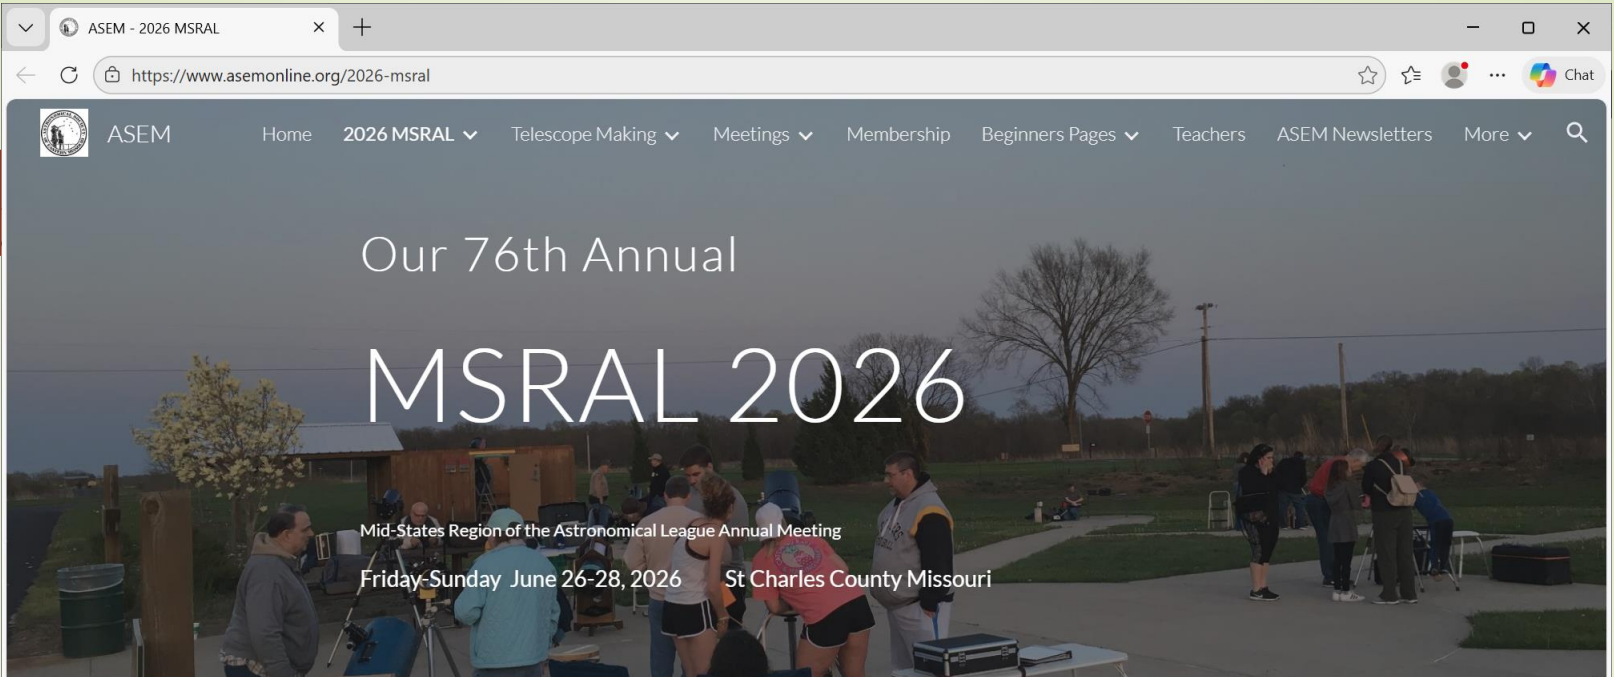 ASEM - 2026 MSRAL
https://www.asemonline.org/2026-msral
Chat
ASEM Home 2026 MSRAL Telescope Making Meetings Membership Beginners Pages Teachers ASEM Newsletters More
Our 76th Annual
MSRAL 2026
Mid-States Region of the Astronomical League Annual Meeting
Friday-Sunday June 26-28, 2026 St Charles County Missouri